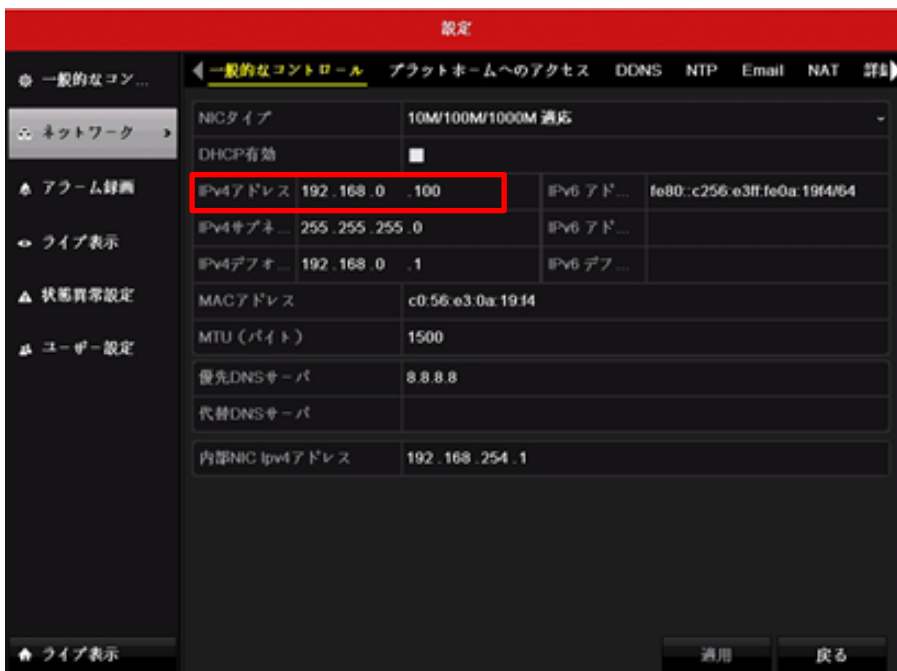 設定
一般的なコン...
ネットワーク
アラーム録画
ライブ表示
状態異常設定
ユーザー設定
ライブ表示
一般的なコントロール プラットホームへのアクセス DDNS NTP Email NAT 詳細
NICタイプ 10M/100M/1000M 適応
DHCP有効
IPv4アドレス 192.168.0.100 IPv6 アド... fe80::c256:e3ff:fe0a:19f4/64
IPv4サブネ... 255.255.255.0 IPv6 アド...
IPv4デフォ... 192.168.0.1 IPv6 デフ...
MACアドレス c0:56:e3:0a:19:f4
MTU (バイト) 1500
優先DNSサーバ 8.8.8.8
代替DNSサーバ
内部NIC Ipv4アドレス 192.168.254.1
適用 戻る